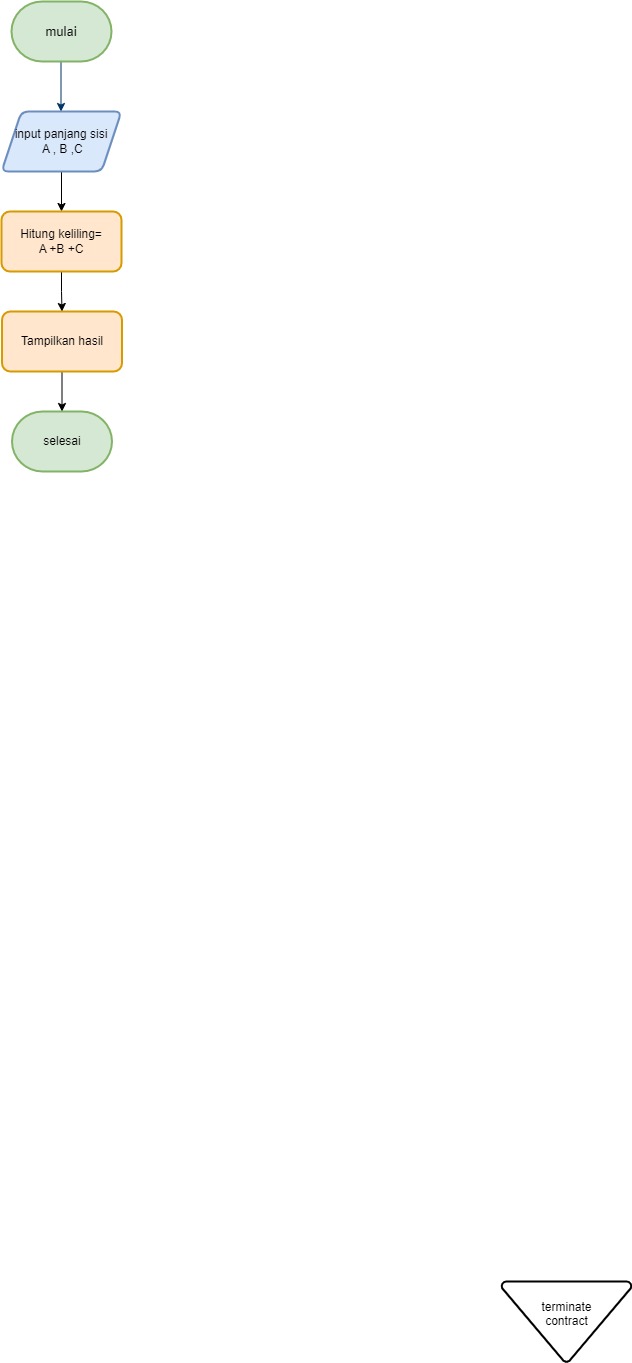 mulai
input panjang sisi
A , B ,C
Hitung keliling=
A +B +C
Tampilkan hasil
selesai
terminate
contract